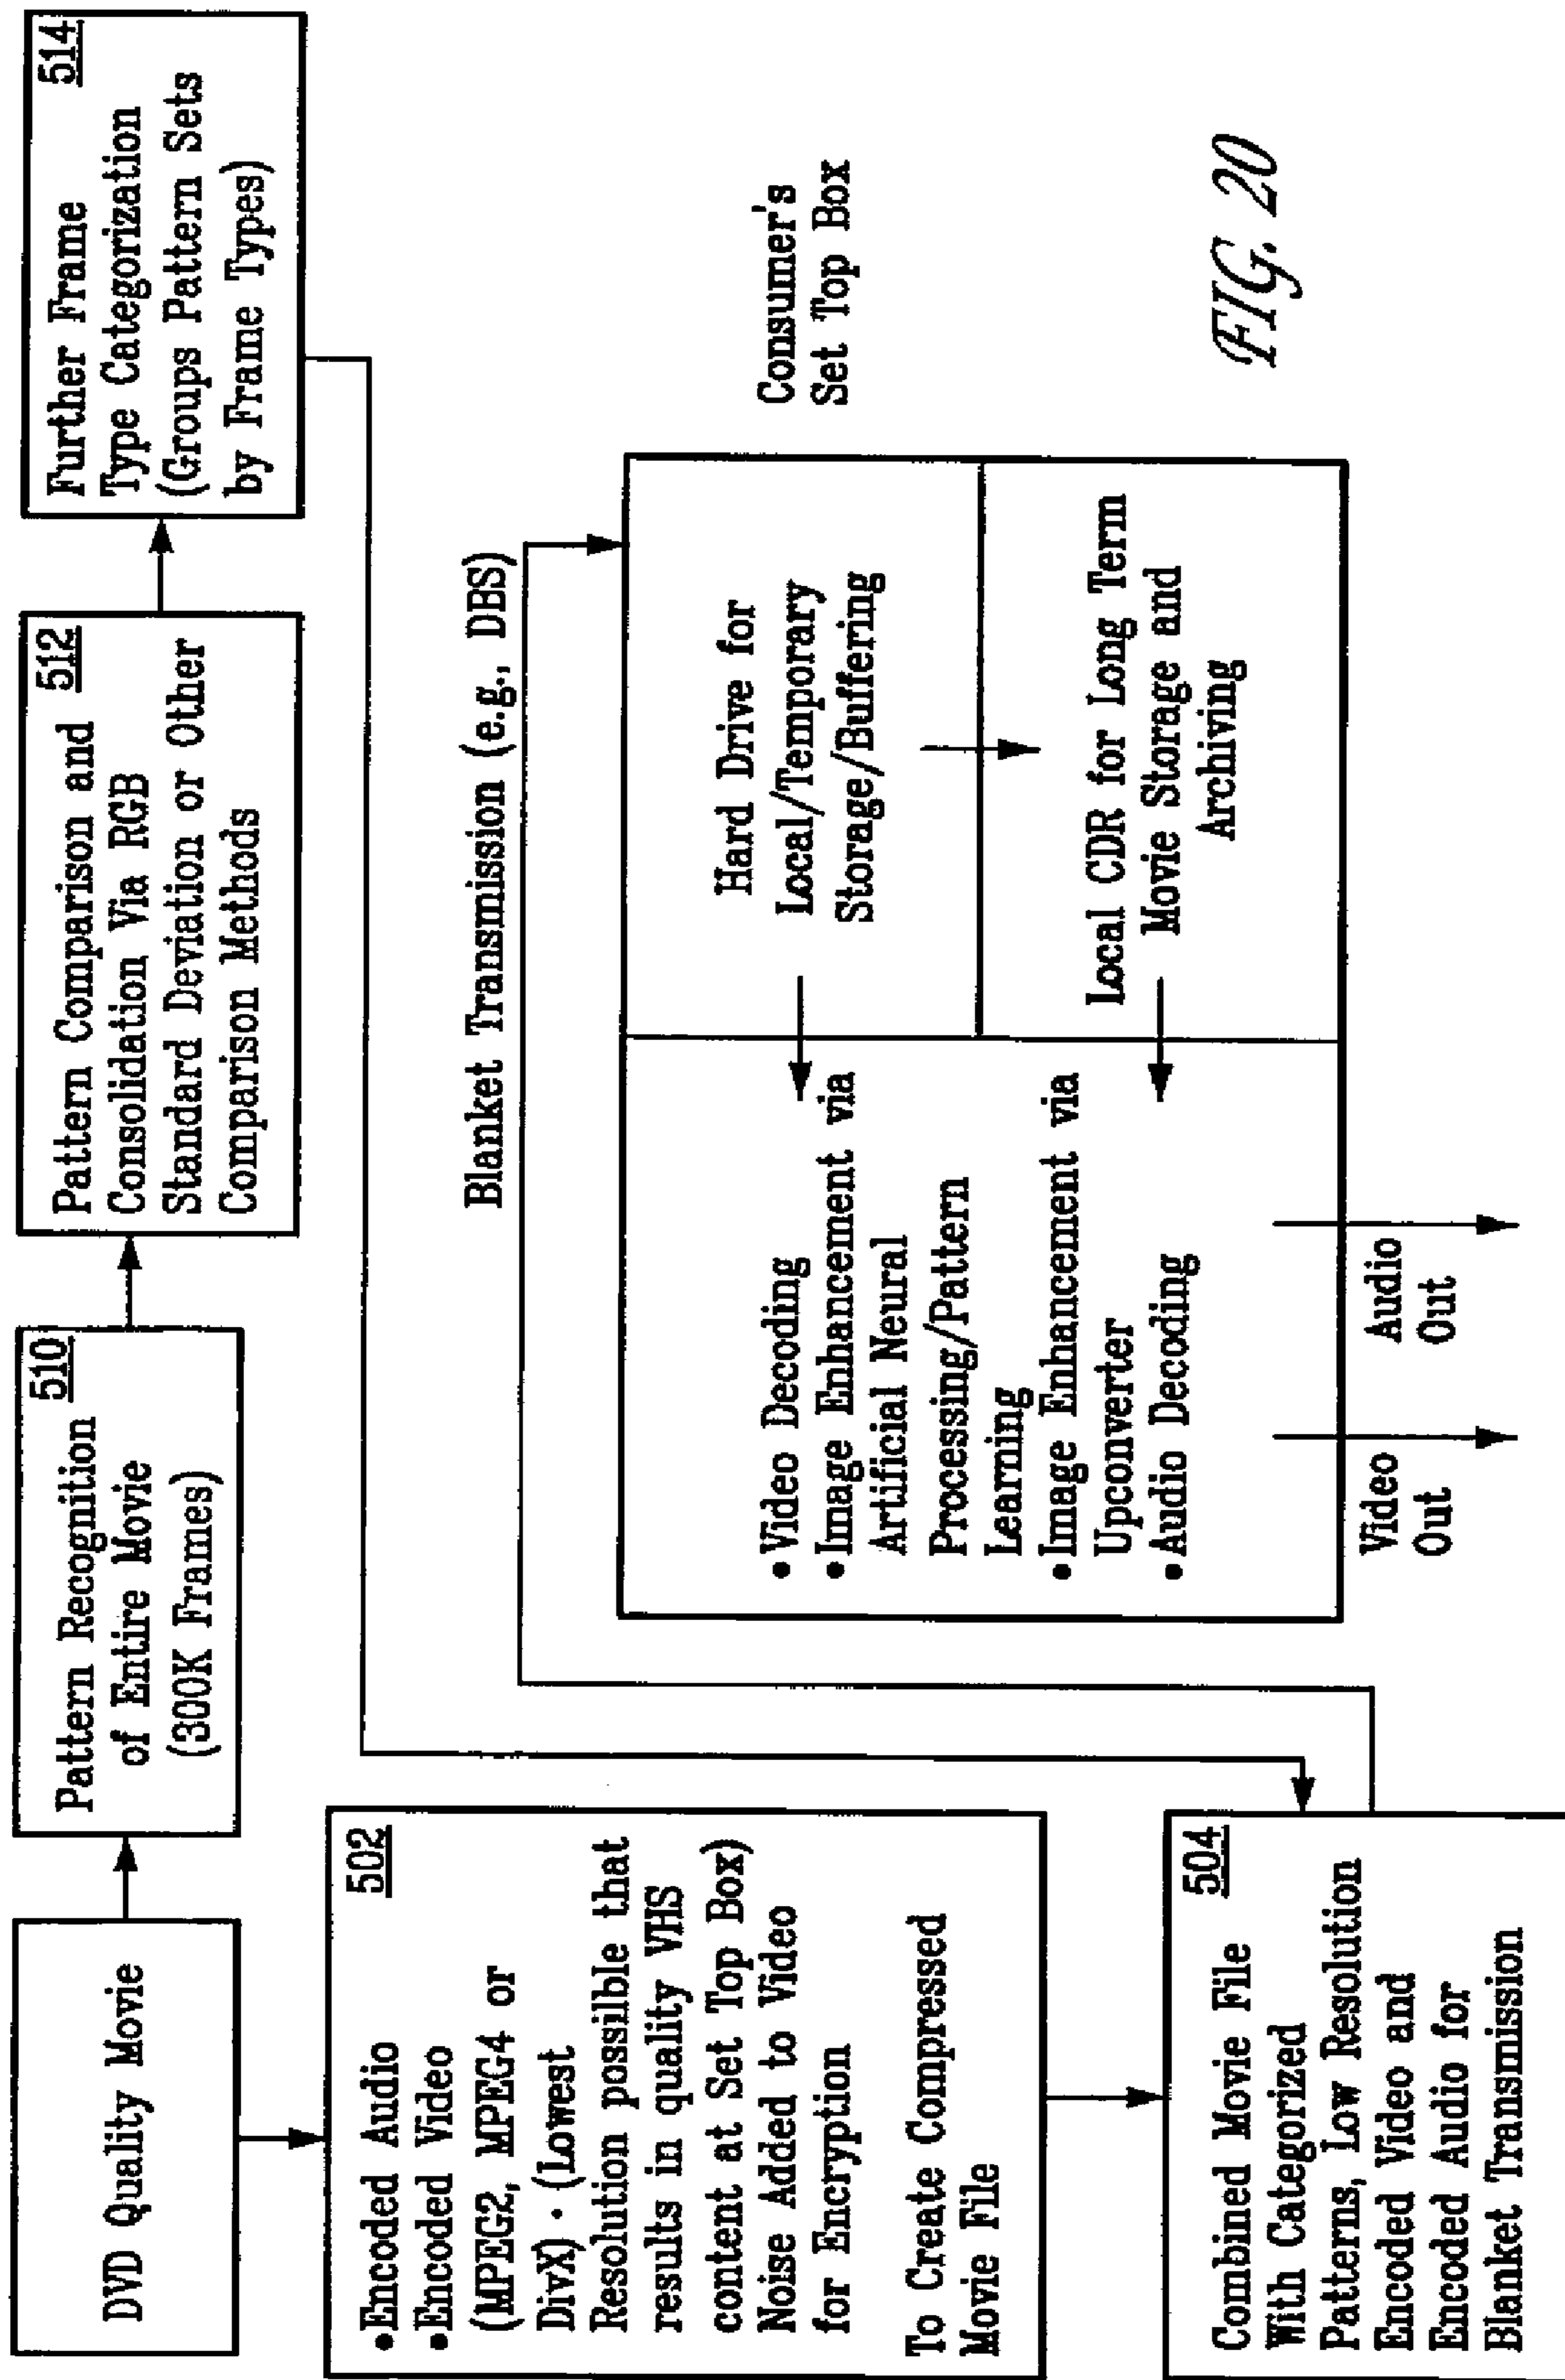 DVD Quality Movie
510
Pattern Recognition
of Entire Movie
(300K Frames)
512
Pattern Comparison and
Consolidation Via RGB
Standard Deviation or Other
Comparison Methods
514
Further Frame
Type Categorization
(Groups Pattern Sets
by Frame Types)
502
•Encoded Audio
•Encoded Video
(MPEG2, MPEG4 or
DivX) · (Lowest
Resolution possilble that
results in quality VHS
content at Set Top Box)
Noise Added to Video
for Encryption
To Create Compressed
Movie File
504
Combined Movie File
With Categorized
Patterns, Low Resolution
Encoded Video and
Encoded Audio for
Blanket Transmission
Blanket Transmission (e.g., DBS)
•Video Decoding
•Image Enhancement via
Artificial Neural
Processing/Pattern
Learning
•Image Enhancement via
Upconverter
•Audio Decoding
Hard Drive for
Local/Temporary
Storage/Buffering
Local CDR for Long Term
Movie Storage and
Archiving
Consumer's
Set Top Box
Video
Out
Audio
Out
FIG. 20